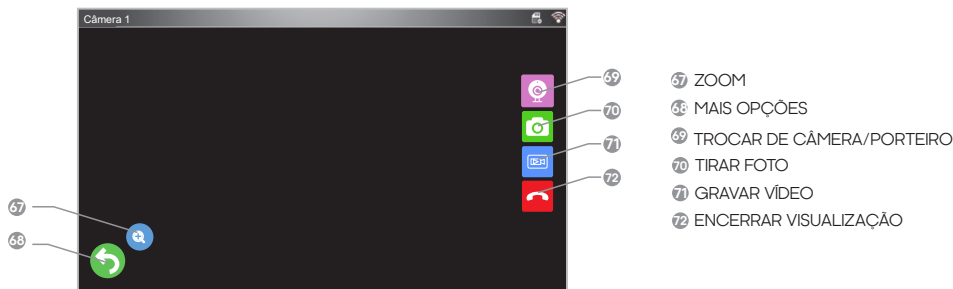 Câmera 1
69
70
71
72
67
68
67 ZOOM
68 MAIS OPÇÕES
69 TROCAR DE CÂMERA/PORTEIRO
70 TIRAR FOTO
71 GRAVAR VÍDEO
72 ENCERRAR VISUALIZAÇÃO